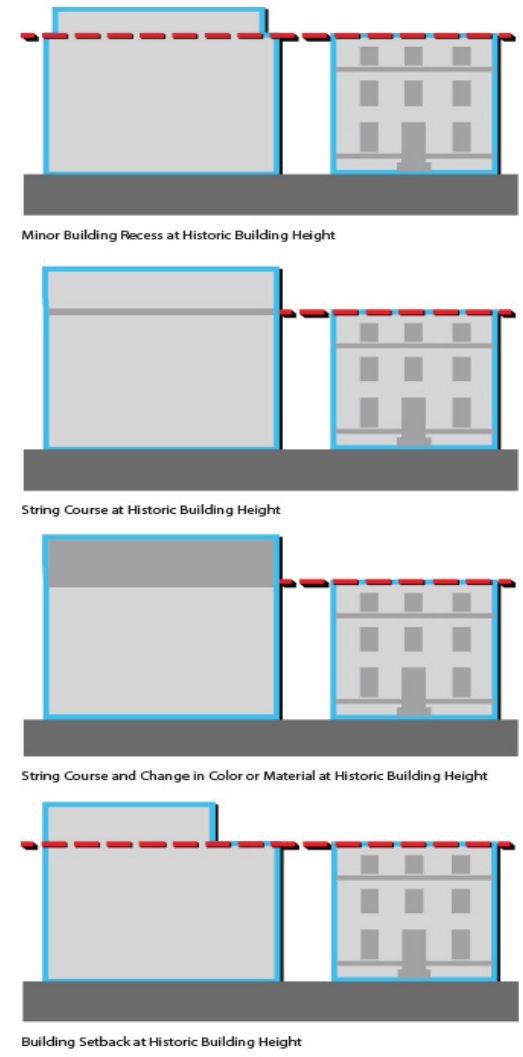 Minor Building Recess at Historic Building Height
String Course at Historic Building Height
String Course and Change in Color or Material at Historic Building Height
Building Setback at Historic Building Height